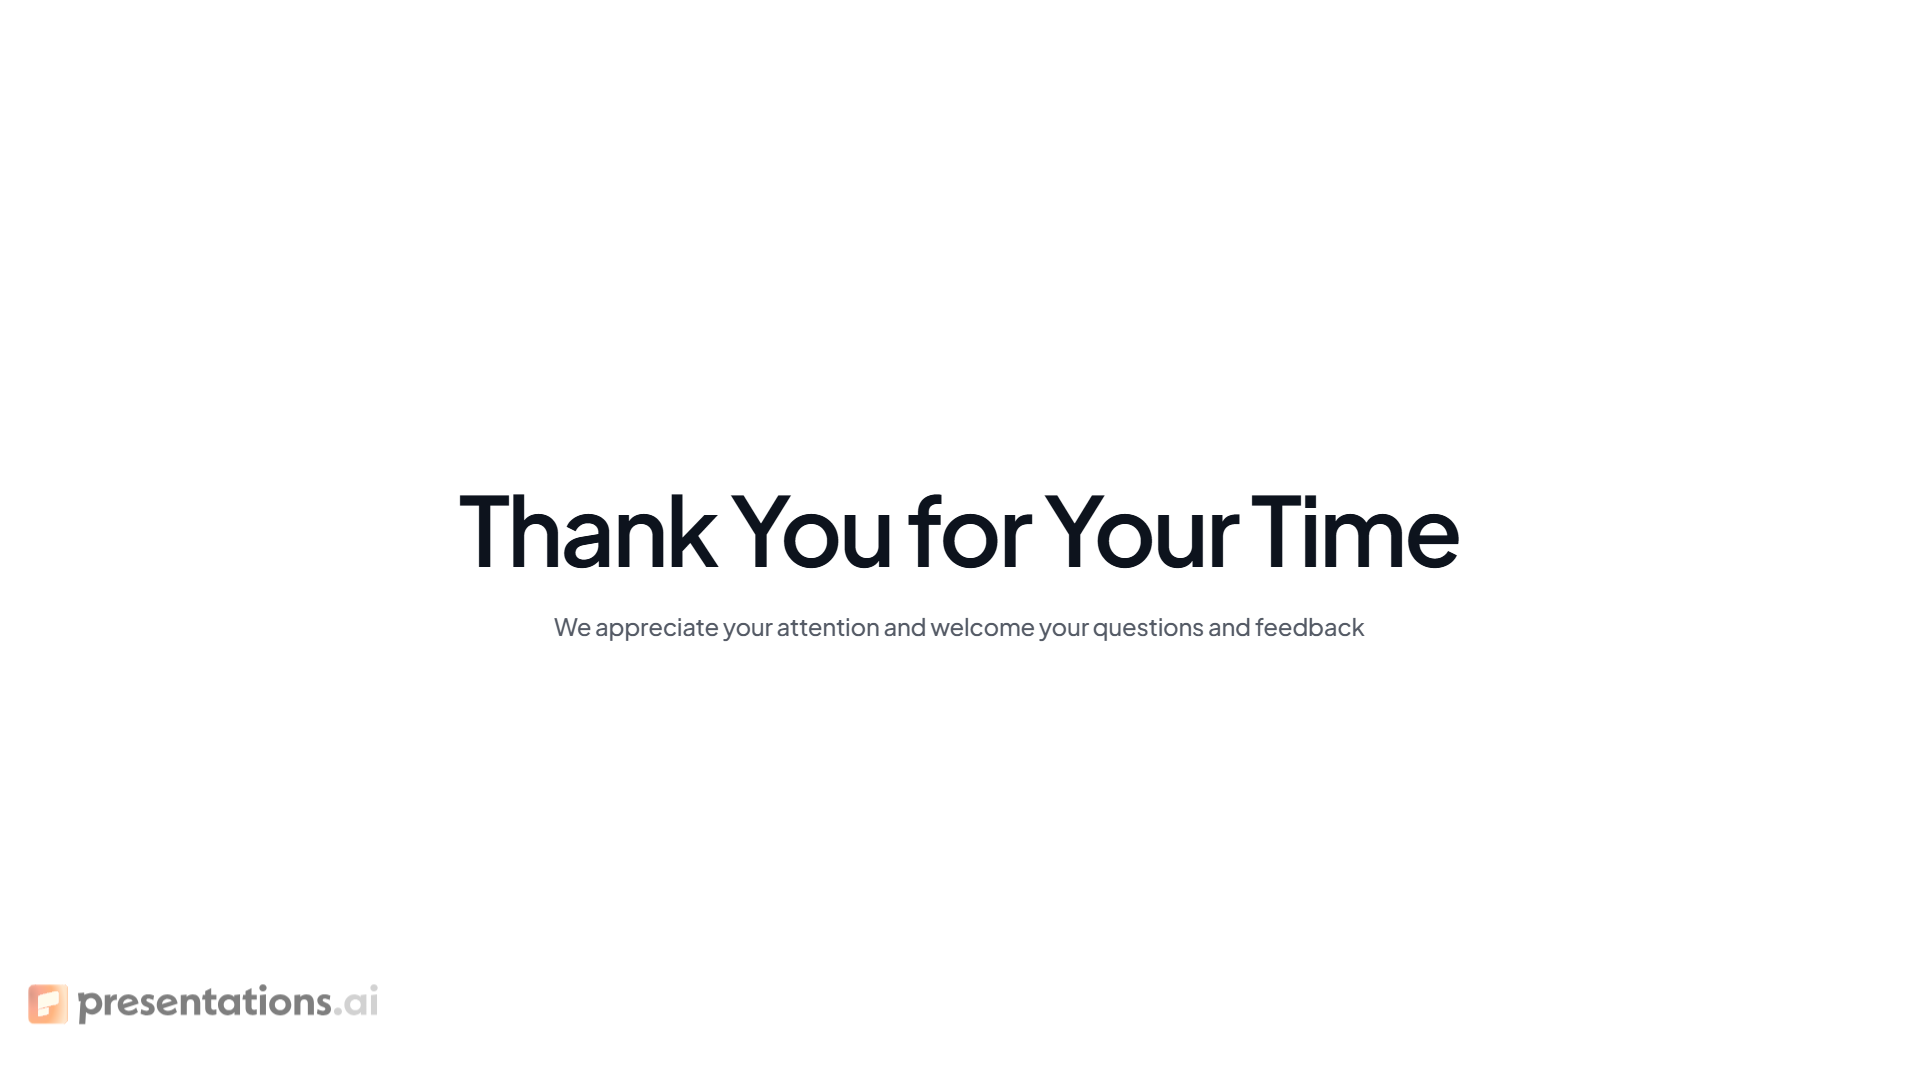 Thank You for Your Time
We appreciate your attention and welcome your questions and feedback
presentations.ai